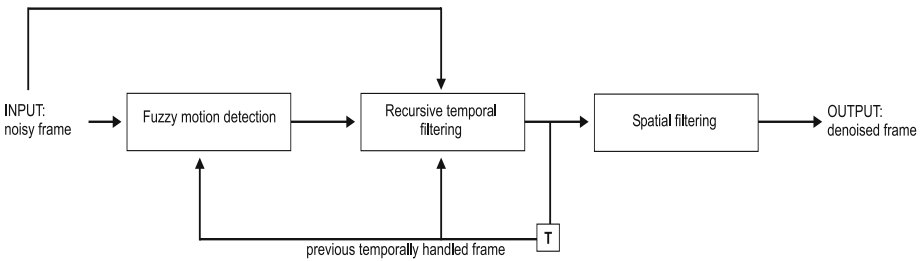 INPUT:
noisy frame
Fuzzy motion detection
Recursive temporal
filtering
Spatial filtering
OUTPUT:
denoised frame
T
previous temporally handled frame